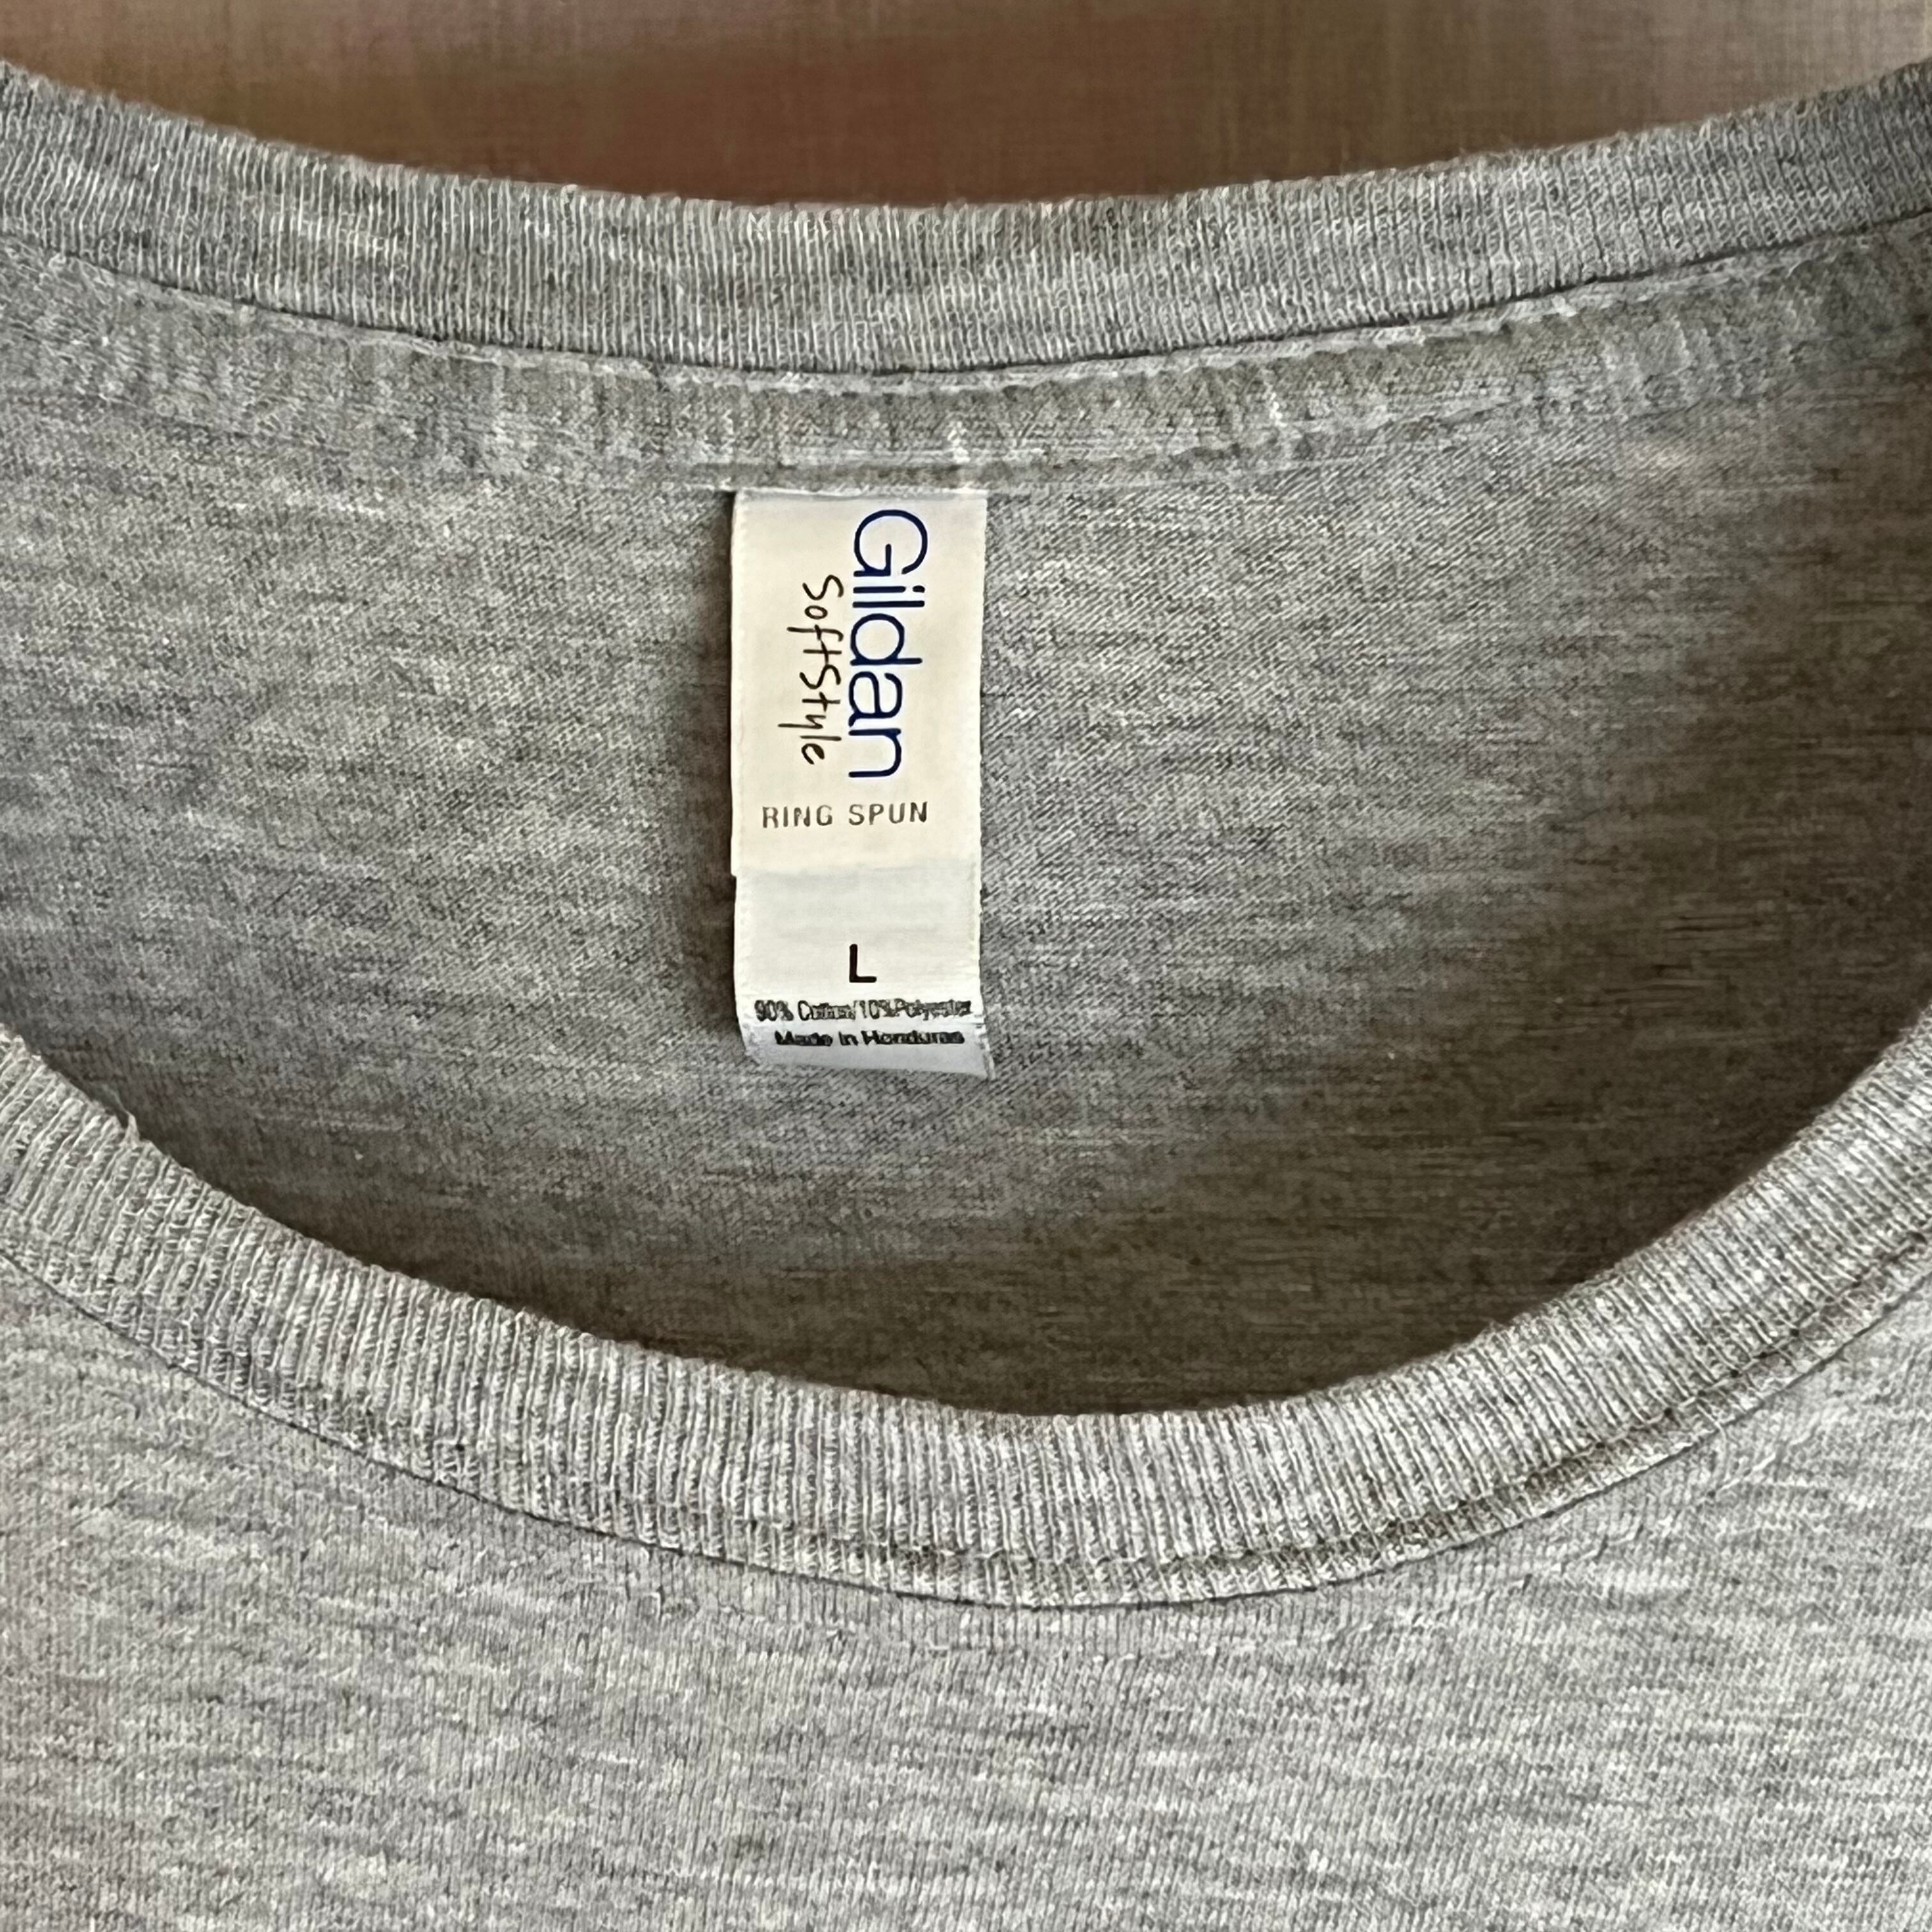 Gildan
SoftStyle
RING SPUN
L
90% Cotton/10%Polyester
Made in Honduras